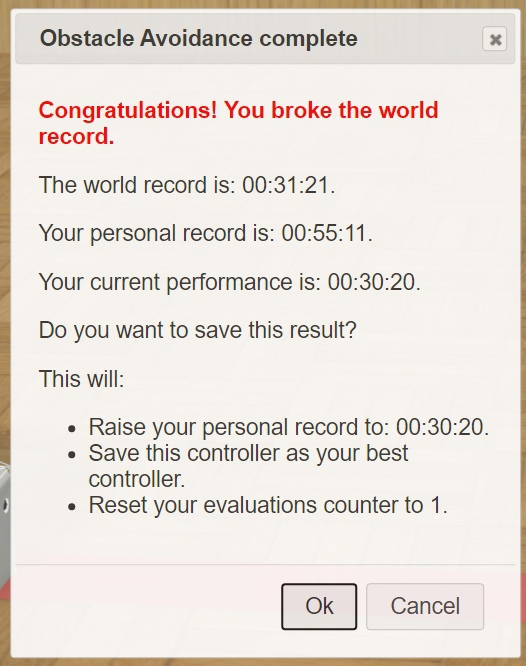 Obstacle Avoidance complete
Congratulations! You broke the world
record.
The world record is: 00:31:21.
Your personal record is: 00:55:11.
Your current performance is: 00:30:20.
Do you want to save this result?
This will:
Raise your personal record to: 00:30:20.
Save this controller as your best
controller.
Reset your evaluations counter to 1.
Ok
Cancel